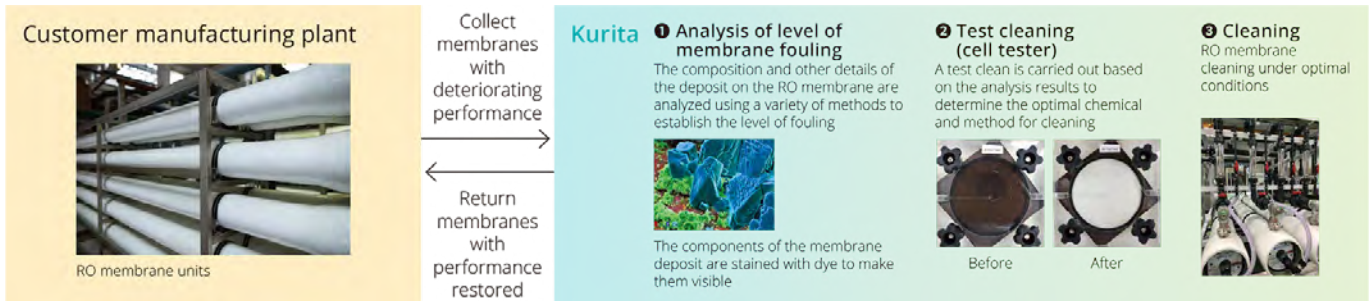 Customer manufacturing plant
RO membrane units
Collect
membranes
with
deteriorating
performance
Return
membranes
with
performance
restored
Kurita
❶ Analysis of level of
membrane fouling
The composition and other details of
the deposit on the RO membrane are
analyzed using a variety of methods to
establish the level of fouling
The components of the membrane
deposit are stained with dye to make
them visible
❷ Test cleaning
(cell tester)
A test clean is carried out based
on the analysis results to
determine the optimal chemical
and method for cleaning
Before
After
❸ Cleaning
RO membrane
cleaning under optimal
conditions